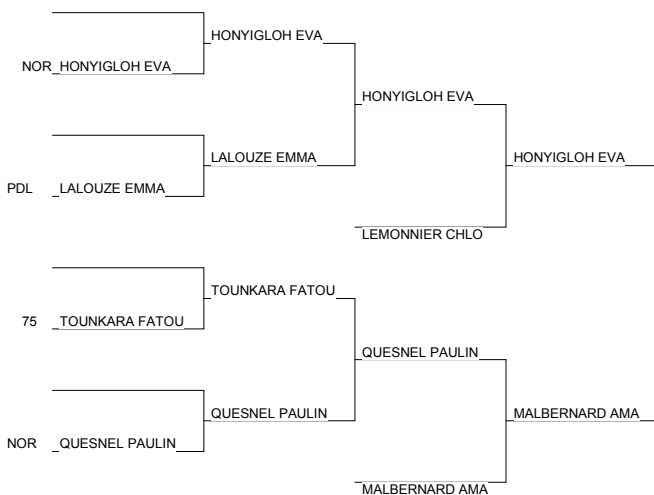 HONYIGLOH EVA
NOR HONYIGLOH EVA
HONYIGLOH EVA
LALOUZE EMMA
HONYIGLOH EVA
PDL LALOUZE EMMA
LEMONNIER CHLO
TOUNKARA FATOU
75 TOUNKARA FATOU
QUESNEL PAULIN
QUESNEL PAULIN
MALBERNARD AMA
NOR QUESNEL PAULIN
MALBERNARD AMA